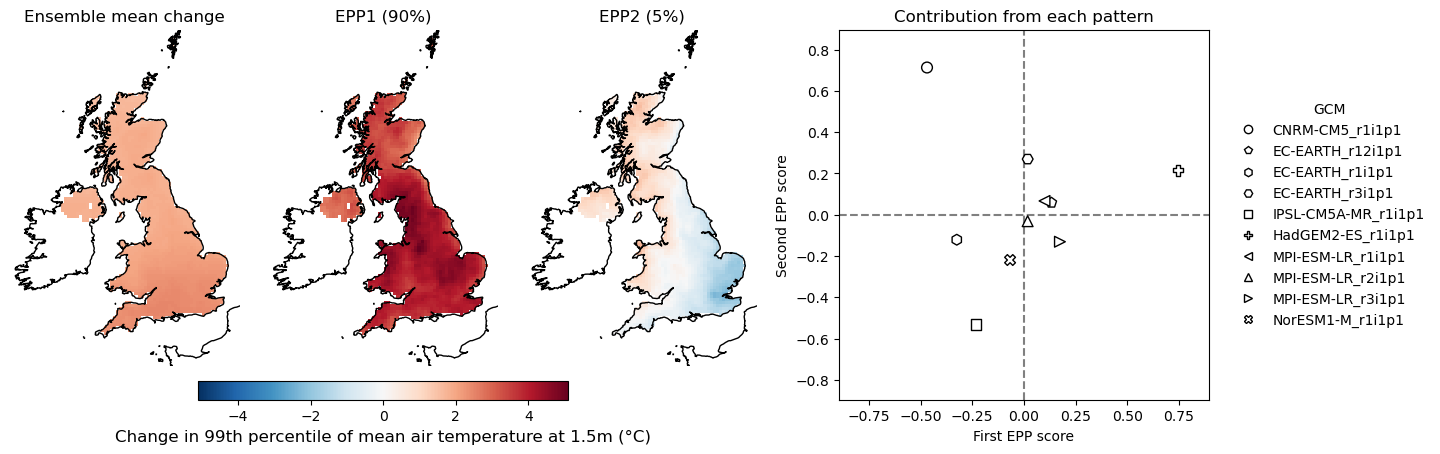 Ensemble mean change
EPP1 (90%)
EPP2 (5%)
−4 −2 0 2 4
Change in 99th percentile of mean air temperature at 1.5m (°C)
Contribution from each pattern
Second EPP score
0.8
0.6
0.4
0.2
0.0
−0.2
−0.4
−0.6
−0.8
−0.75 −0.50 −0.25 0.00 0.25 0.50 0.75
First EPP score
GCM
CNRM-CM5_r1i1p1
EC-EARTH_r12i1p1
EC-EARTH_r1i1p1
EC-EARTH_r3i1p1
IPSL-CM5A-MR_r1i1p1
HadGEM2-ES_r1i1p1
MPI-ESM-LR_r1i1p1
MPI-ESM-LR_r2i1p1
MPI-ESM-LR_r3i1p1
NorESM1-M_r1i1p1